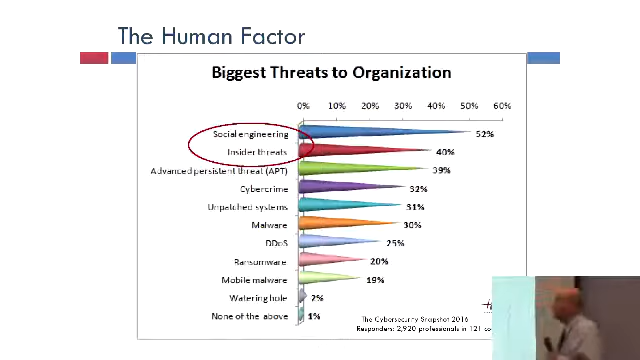 The Human Factor
Biggest Threats to Organization
0% 10% 20% 30% 40% 50% 60%
Social engineering 52%
Insider threats 40%
Advanced persistent threat (APT) 39%
Cybercrime 32%
Unpatched systems 31%
Malware 30%
DDoS 25%
Ransomware 20%
Mobile malware 19%
Watering hole 2%
None of the above 1%
The Cybersecurity Snapshot 2016
Responders: 2,920 professionals in 121